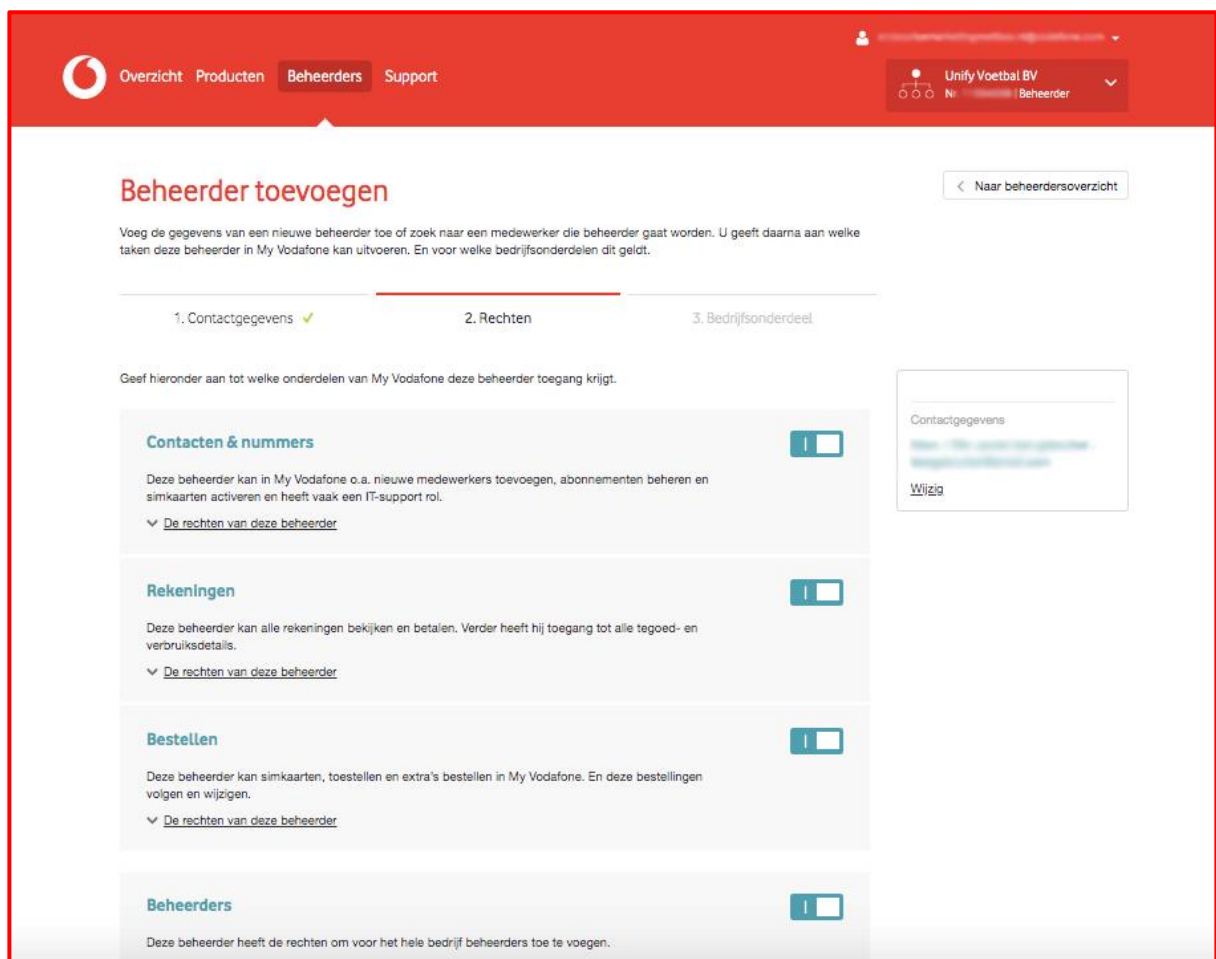 Overzicht Producten Beheerders Support
Unify Voetbal BV
Nr. | Beheerder
Beheerder toevoegen
Naar beheerdersoverzicht
Voeg de gegevens van een nieuwe beheerder toe of zoek naar een medewerker die beheerder gaat worden. U geeft daarna aan welke
taken deze beheerder in My Vodafone kan uitvoeren. En voor welke bedrijfsonderdelen dit geldt.
1. Contactgegevens
2. Rechten
3. Bedrijfsonderdeel
Geef hieronder aan tot welke onderdelen van My Vodafone deze beheerder toegang krijgt.
Contactgegevens
Wijzig
Contacten & nummers
Deze beheerder kan in My Vodafone o.a. nieuwe medewerkers toevoegen, abonnementen beheren en
simkaarten activeren en heeft vaak een IT-support rol.
De rechten van deze beheerder
Rekeningen
Deze beheerder kan alle rekeningen bekijken en betalen. Verder heeft hij toegang tot alle tegoed- en
verbruiksdetails.
De rechten van deze beheerder
Bestellen
Deze beheerder kan simkaarten, toestellen en extra's bestellen in My Vodafone. En deze bestellingen
volgen en wijzigen.
De rechten van deze beheerder
Beheerders
Deze beheerder heeft de rechten om voor het hele bedrijf beheerders toe te voegen.